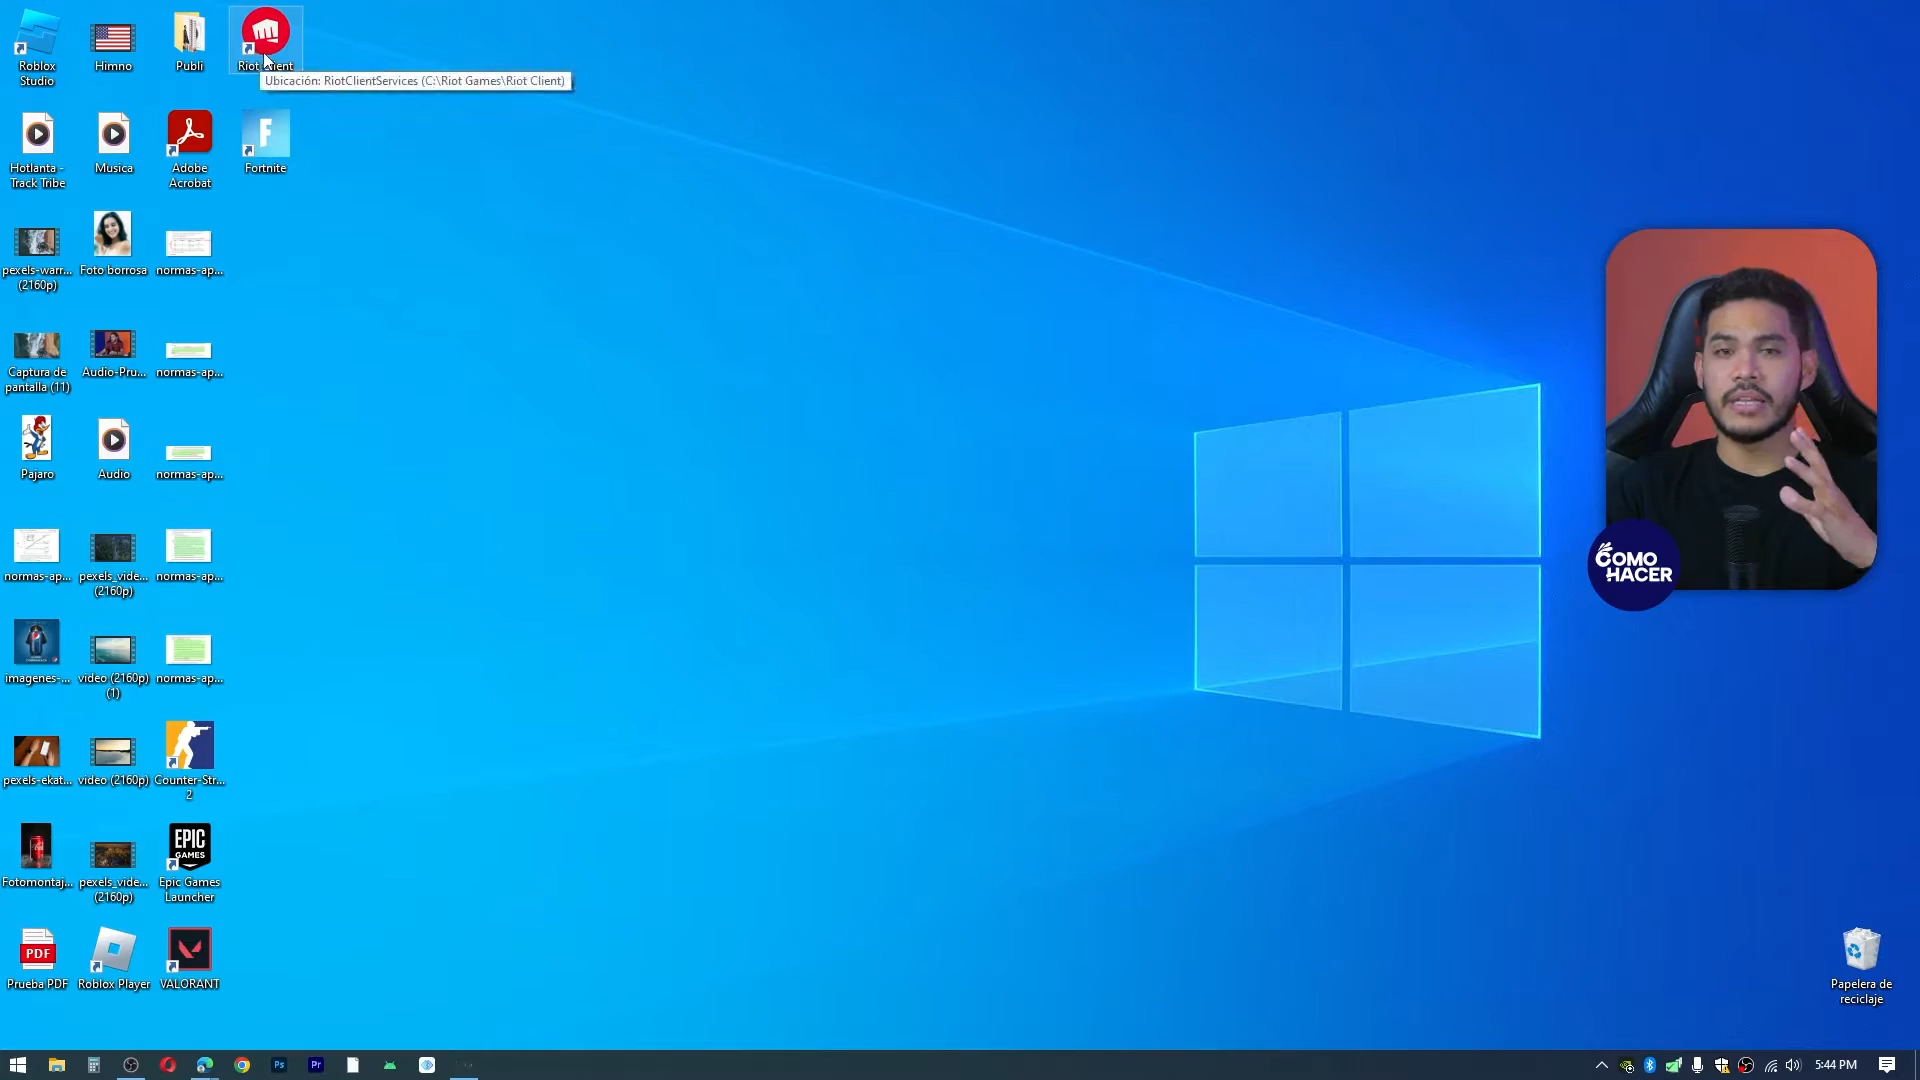 Roblox
Studio
Himno
Publi
Riot Client
Ubicación: RiotClientServices (C:\Riot Games\Riot Client)
Hotlanta -
Track Tribe
Musica
Adobe
Acrobat
F
Fortnite
pexels-warr...
(2160p)
Foto borrosa
normas-ap...
Captura de
pantalla (11)
Audio-Pru...
normas-ap...
Pajaro
Audio
normas-ap...
normas-ap...
pexels_vide...
(2160p)
normas-ap...
COMO
HACER
imagenes-...
video (2160p)
(1)
normas-ap...
pexels-ekat...
video (2160p)
Counter-Str...
2
EPIC
GAMES
Fotomontaj...
pexels_vide...
(2160p)
Epic Games
Launcher
PDF
Prueba PDF
Roblox Player
VALORANT
Papelera de
reciclaje
Ps
Pr
5:44 PM